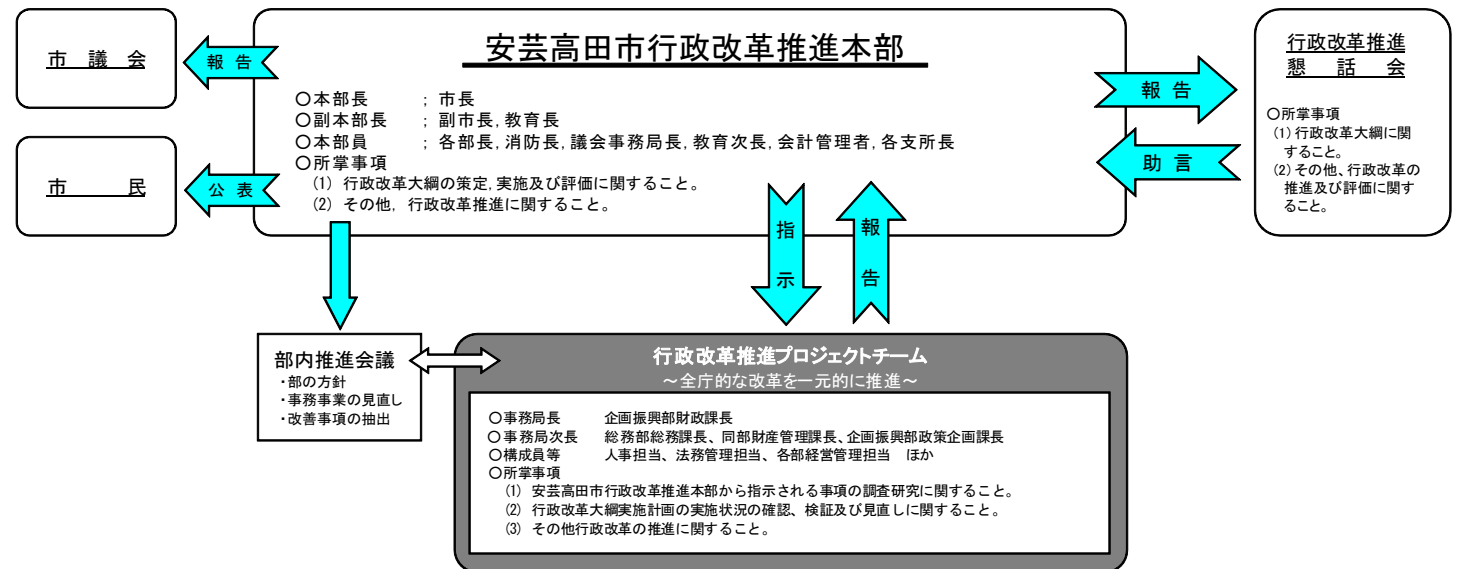 市議会
報告
市民
公表
安芸高田市行政改革推進本部
○本部長 ; 市長
○副本部長 ; 副市長,教育長
○本部員 ; 各部長,消防長,議会事務局長,教育次長,会計管理者,各支所長
○所掌事項
(1) 行政改革大綱の策定,実施及び評価に関すること。
(2) その他, 行政改革推進に関すること。
報告
助言
行政改革推進
懇話会
○所掌事項
(1)行政改革大綱に関
すること。
(2)その他、行政改革の
推進及び評価に関す
ること。
指示
報告
部内推進会議
・部の方針
・事務事業の見直し
・改善事項の抽出
行政改革推進プロジェクトチーム
~全庁的な改革を一元的に推進~
○事務局長 企画振興部財政課長
○事務局次長 総務部総務課長、同部財産管理課長、企画振興部政策企画課長
○構成員等 人事担当、法務管理担当、各部経営管理担当 ほか
○所掌事項
(1) 安芸高田市行政改革推進本部から指示される事項の調査研究に関すること。
(2) 行政改革大綱実施計画の実施状況の確認、検証及び見直しに関すること。
(3) その他行政改革の推進に関すること。